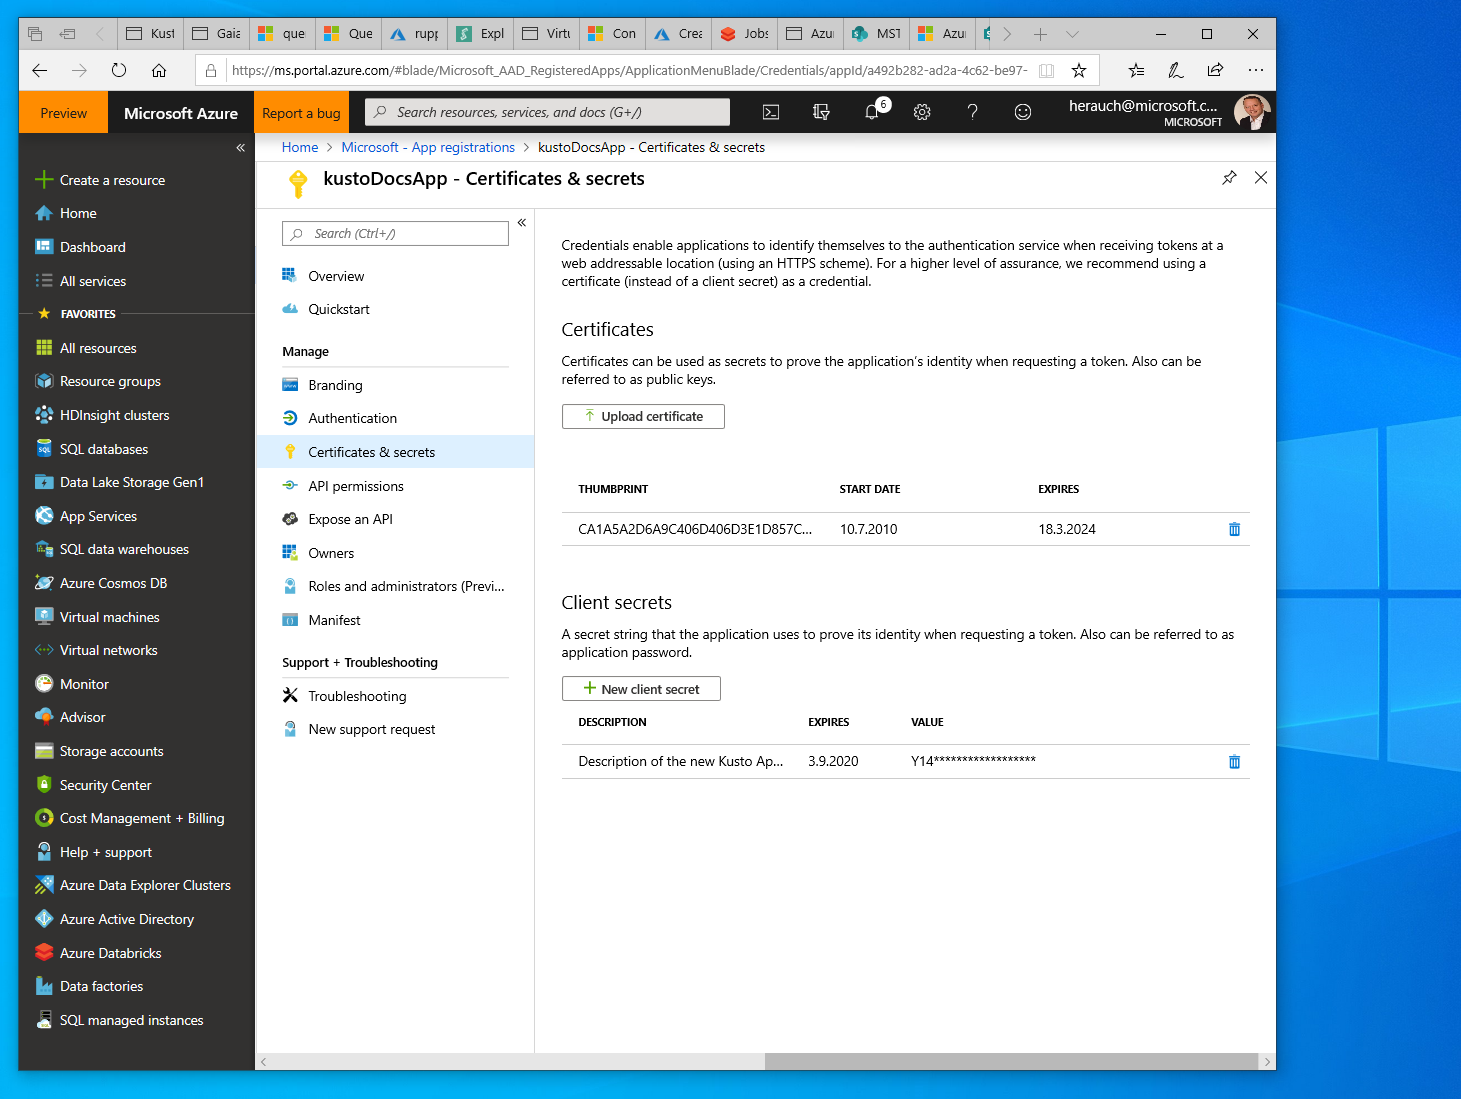 Kust
Gaia
que
Que
rupp
Expl
Virtu
Con
Crea
Jobs
Azur
MST
Azur
https://ms.portal.azure.com/#blade/Microsoft_AAD_RegisteredApps/ApplicationMenuBlade/Credentials/appId/a492b282-ad2a-4c62-be97-
Preview
Microsoft Azure
Report a bug
Search resources, services, and docs (G+/)
6
herauch@microsoft.c...
MICROSOFT
Home > Microsoft - App registrations > kustoDocsApp - Certificates & secrets
kustoDocsApp - Certificates & secrets
Create a resource
Home
Dashboard
All services
FAVORITES
All resources
Resource groups
HDInsight clusters
SQL databases
Data Lake Storage Gen1
App Services
SQL data warehouses
Azure Cosmos DB
Virtual machines
Virtual networks
Monitor
Advisor
Storage accounts
Security Center
Cost Management + Billing
Help + support
Azure Data Explorer Clusters
Azure Active Directory
Azure Databricks
Data factories
SQL managed instances
Search (Ctrl+/)
Overview
Quickstart
Manage
Branding
Authentication
Certificates & secrets
API permissions
Expose an API
Owners
Roles and administrators (Previ...
Manifest
Support + Troubleshooting
Troubleshooting
New support request
Credentials enable applications to identify themselves to the authentication service when receiving tokens at a
web addressable location (using an HTTPS scheme). For a higher level of assurance, we recommend using a
certificate (instead of a client secret) as a credential.
Certificates
Certificates can be used as secrets to prove the application's identity when requesting a token. Also can be
referred to as public keys.
Upload certificate
THUMBPRINT START DATE EXPIRES
CA1A5A2D6A9C406D406D3E1D857C... 10.7.2010 18.3.2024
Client secrets
A secret string that the application uses to prove its identity when requesting a token. Also can be referred to as
application password.
New client secret
DESCRIPTION EXPIRES VALUE
Description of the new Kusto Ap... 3.9.2020 Y14******************